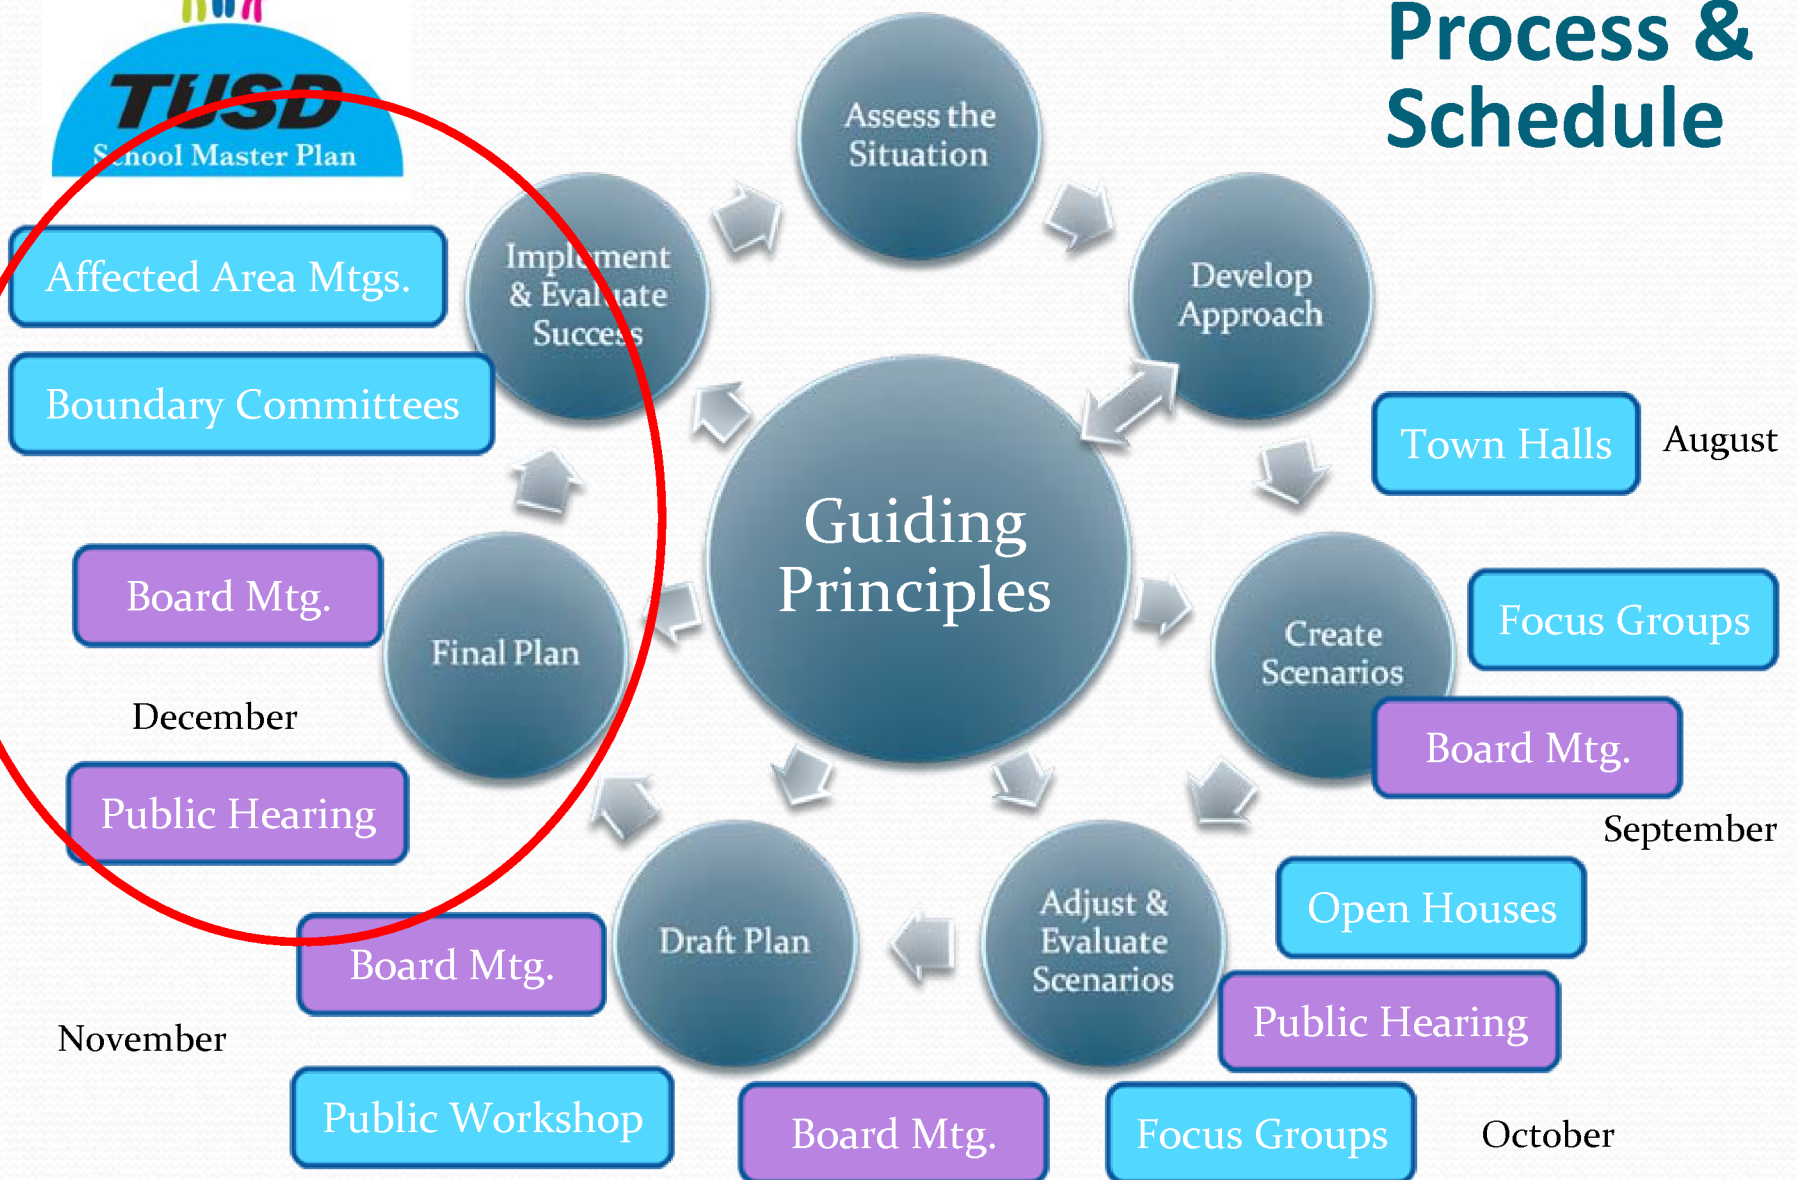 Process &
Schedule
TUSD
School Master Plan
Assess the
Situation
Develop
Approach
Town Halls
August
Create
Scenarios
Focus Groups
Board Mtg.
September
Adjust &
Evaluate
Scenarios
Open Houses
Public Hearing
Focus Groups
October
Board Mtg.
Draft Plan
Board Mtg.
November
Public Workshop
Final Plan
Board Mtg.
December
Public Hearing
Implement
& Evaluate
Success
Affected Area Mtgs.
Boundary Committees
Guiding
Principles